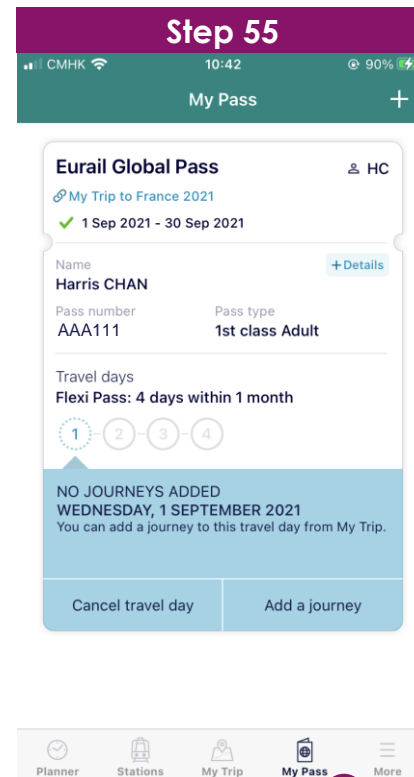 Step 55
CMHK 10:42 90%
My Pass +
Eurail Global Pass HC
My Trip to France 2021
1 Sep 2021 - 30 Sep 2021
Name +Details
Harris CHAN
Pass number Pass type
AAA111 1st class Adult
Travel days
Flexi Pass: 4 days within 1 month
1 2 3 4
NO JOURNEYS ADDED
WEDNESDAY, 1 SEPTEMBER 2021
You can add a journey to this travel day from My Trip.
Cancel travel day Add a journey
Planner Stations My Trip My Pass More